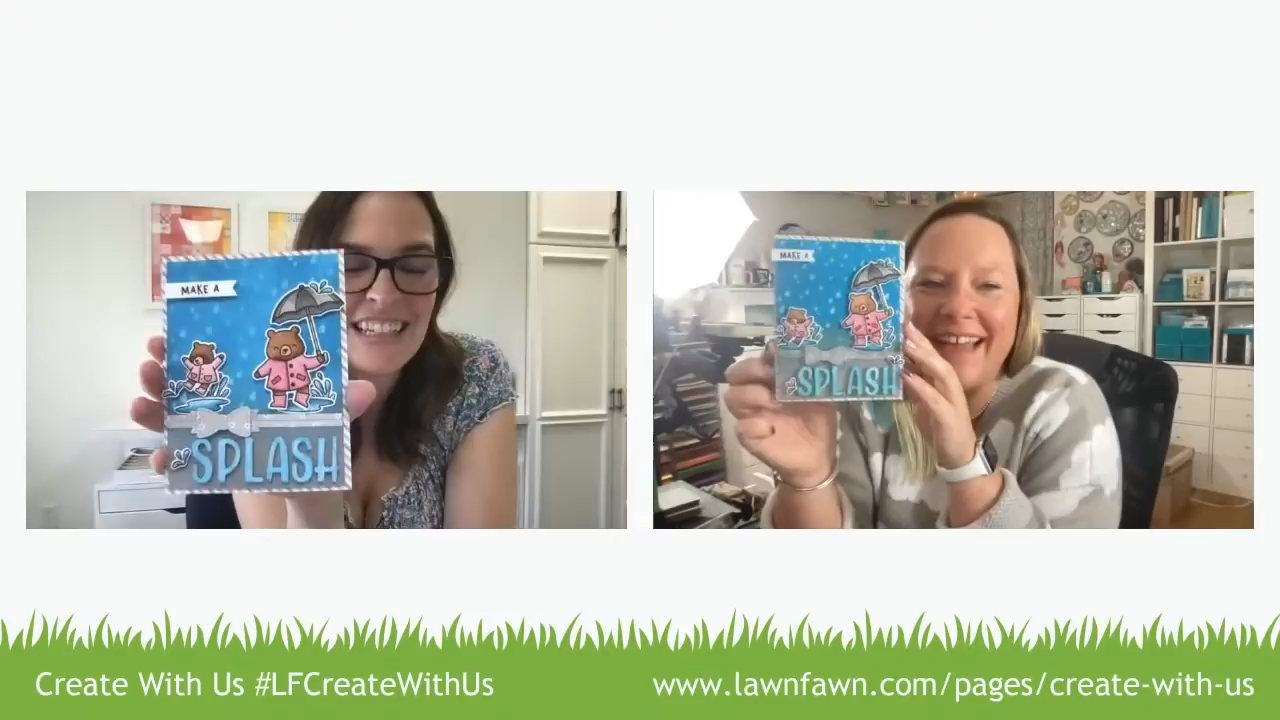 MAKE A
SPLASH
MAKE A
SPLASH
Create With Us #LFCreateWithUs
www.lawnfawn.com/pages/create-with-us